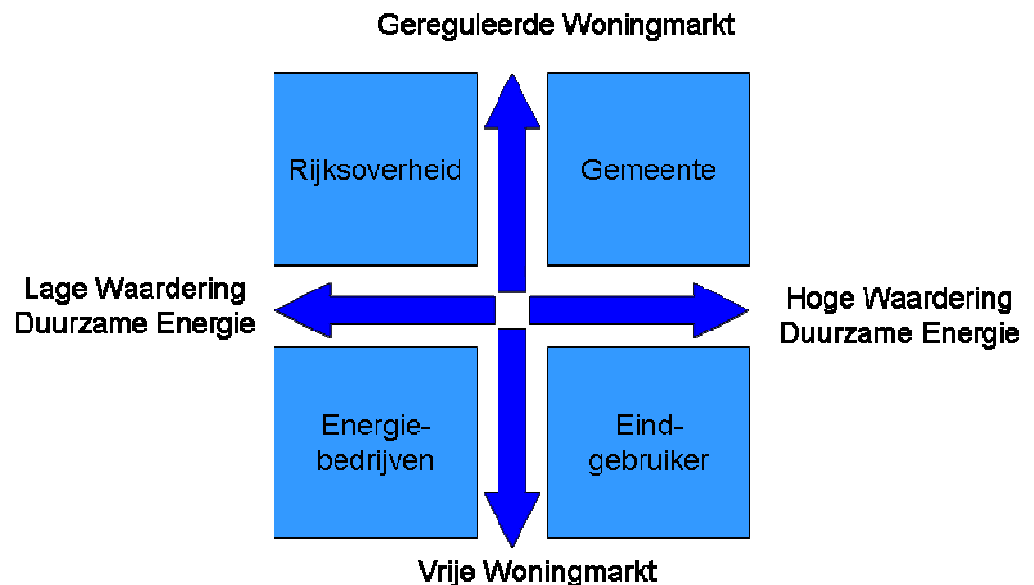 Gereguleerde Woningmarkt
Rijksoverheid
Gemeente
Lage Waardering
Duurzame Energie
Hoge Waardering
Duurzame Energie
Energie-
bedrijven
Eind-
gebruiker
Vrije Woningmarkt